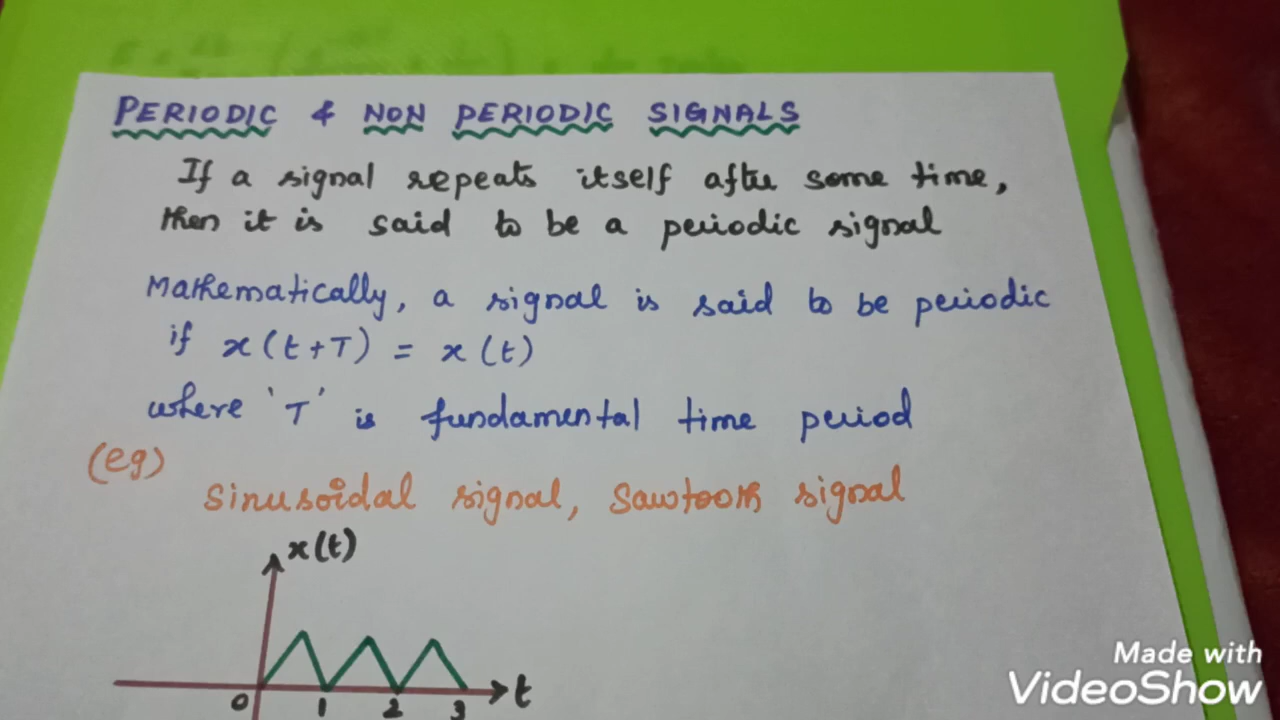 PERIODIC & NON PERIODIC SIGNALS
If a signal repeats itself after some time,
then it is said to be a periodic signal
Mathematically, a signal is said to be periodic
if x(t+T) = x(t)
where 'T' is fundamental time period
(eg)
Sinusoidal signal, Sawtooth signal
x(t)
0 1 2 3 t
Made with
VideoShow